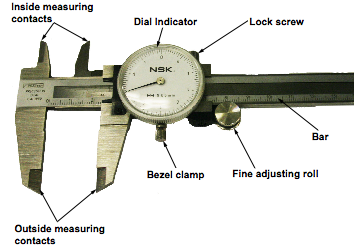 Inside measuring
contacts
Dial Indicator
Lock screw
NSK
Bar
Bezel clamp
Fine adjusting roll
Outside measuring
contacts